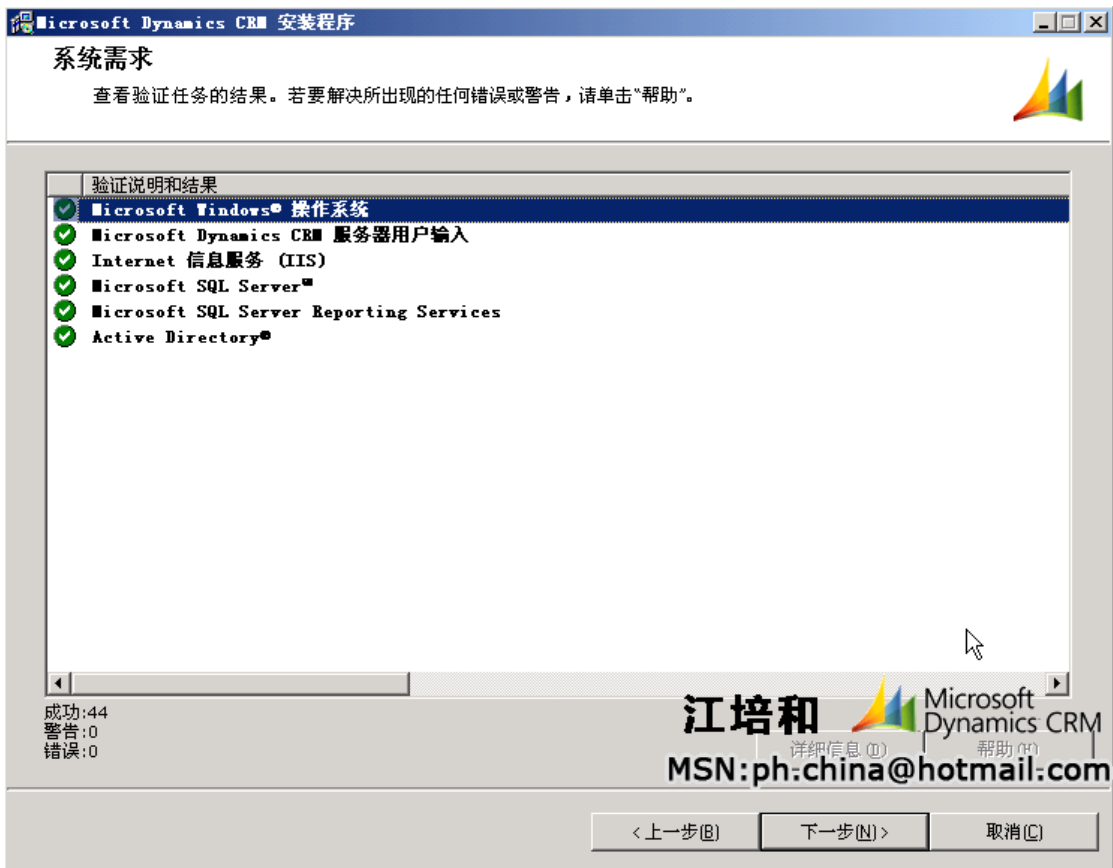 Microsoft Dynamics CRM 安装程序
系统需求
查看验证任务的结果。若要解决所出现的任何错误或警告，请单击“帮助”。
验证说明和结果
Microsoft Windows® 操作系统
Microsoft Dynamics CRM 服务器用户输入
Internet 信息服务 (IIS)
Microsoft SQL Server™
Microsoft SQL Server Reporting Services
Active Directory®
成功:44
警告:0
错误:0
江培和
Microsoft
Dynamics CRM
详细信息(D)
帮助(H)
MSN:ph.china@hotmail.com
<上一步(B)
下一步(N)>
取消(C)